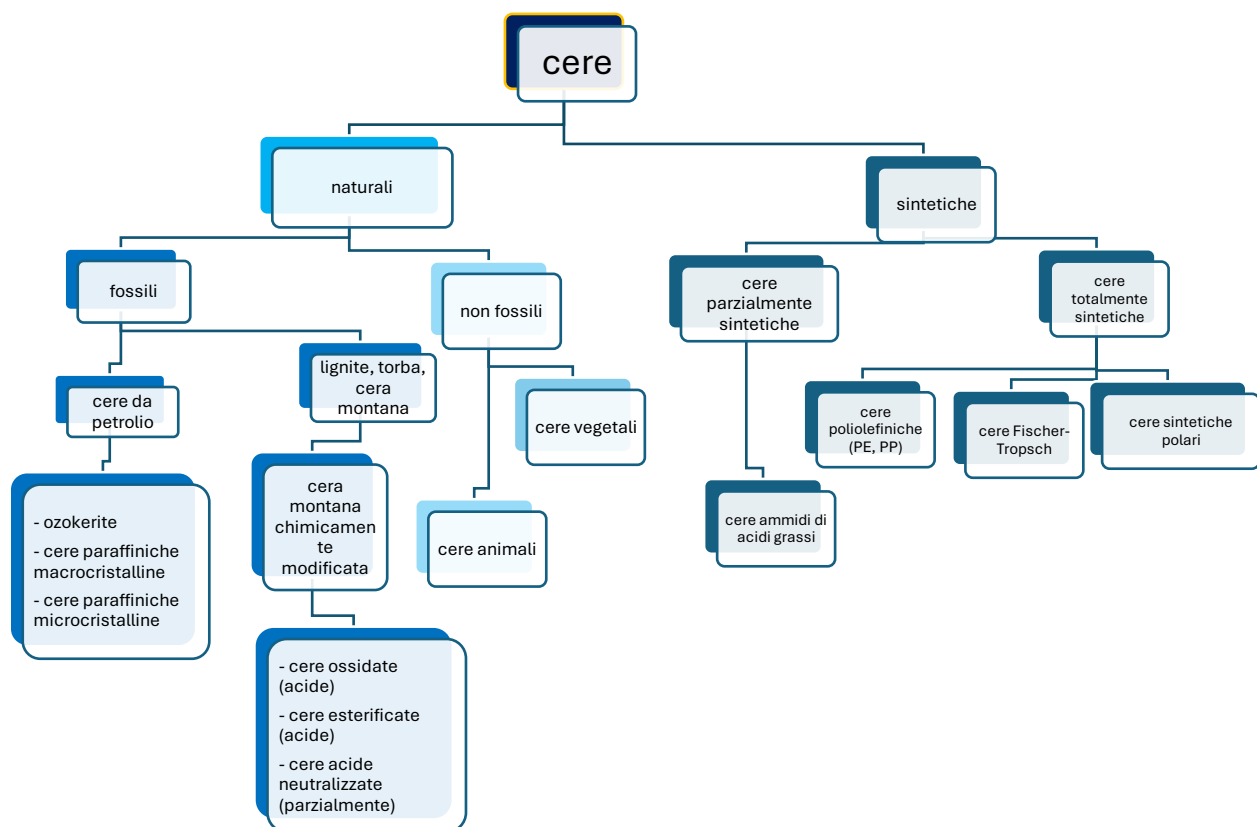 cere
naturali
sintetiche
fossili
non fossili
cere
parzialmente
sintetiche
cere
totalmente
sintetiche
cere da
petrolio
lignite, torba,
cera
montana
cere vegetali
cere
poliolefiniche
(PE, PP)
cere Fischer-
Tropsch
cere sintetiche
polari
- ozokerite
- cere paraffiniche
macrocristalline
- cere paraffiniche
microcristalline
cera
montana
chimicamen
te
modificata
cere animali
cere ammidi di
acidi grassi
- cere ossidate
(acide)
- cere esterificate
(acide)
- cere acide
neutralizzate
(parzialmente)